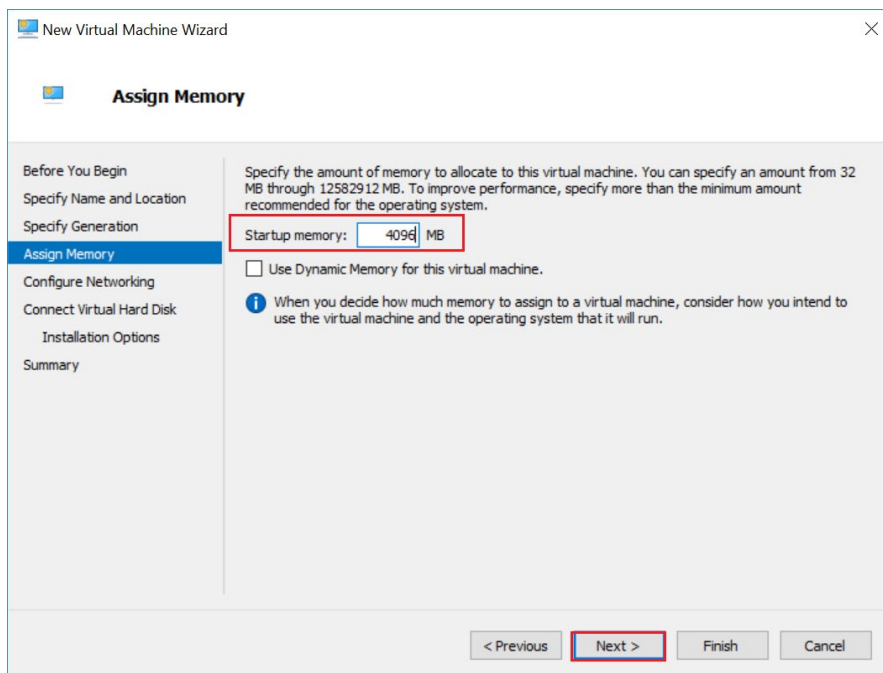 New Virtual Machine Wizard
Assign Memory
Before You Begin
Specify Name and Location
Specify Generation
Assign Memory
Configure Networking
Connect Virtual Hard Disk
Installation Options
Summary
Specify the amount of memory to allocate to this virtual machine. You can specify an amount from 32
MB through 12582912 MB. To improve performance, specify more than the minimum amount
recommended for the operating system.
Startup memory: 4096 MB
Use Dynamic Memory for this virtual machine.
When you decide how much memory to assign to a virtual machine, consider how you intend to
use the virtual machine and the operating system that it will run.
< Previous Next > Finish Cancel